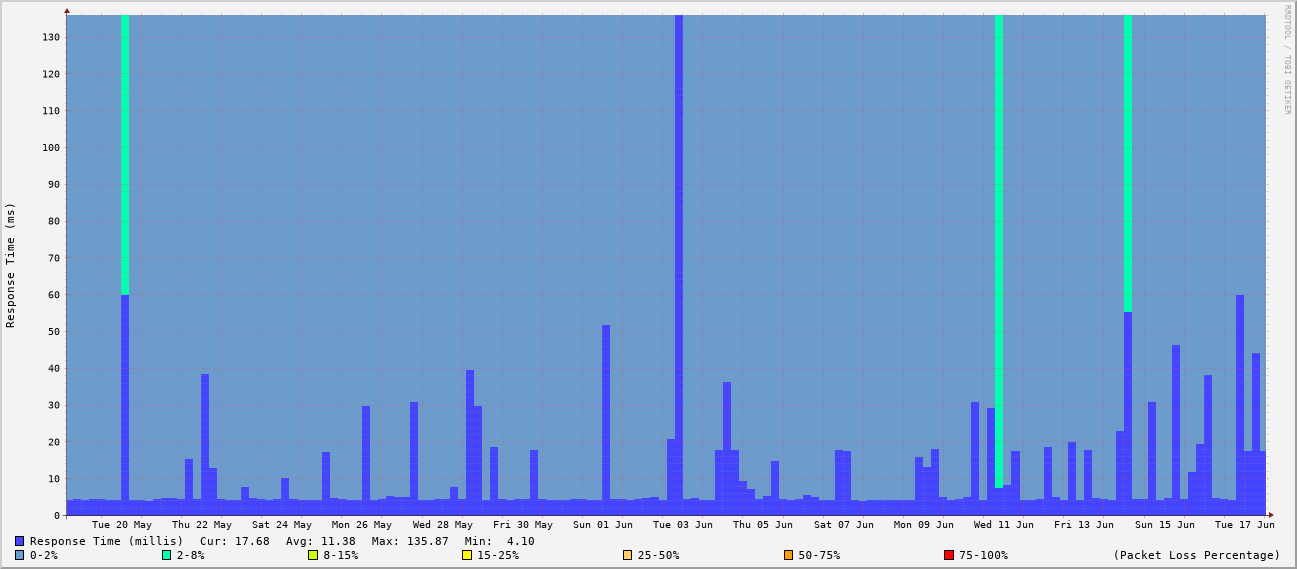 RRDTOOL / TOBI OETIKER
Response Time (ms)
130
120
110
100
90
80
70
60
50
40
30
20
10
0
Tue 20 May Thu 22 May Sat 24 May Mon 26 May Wed 28 May Fri 30 May Sun 01 Jun Tue 03 Jun Thu 05 Jun Sat 07 Jun Mon 09 Jun Wed 11 Jun Fri 13 Jun Sun 15 Jun Tue 17 Jun
Response Time (millis) Cur: 17.68 Avg: 11.38 Max: 135.87 Min: 4.10
0-2% 2-8% 8-15% 15-25% 25-50% 50-75% 75-100% (Packet Loss Percentage)